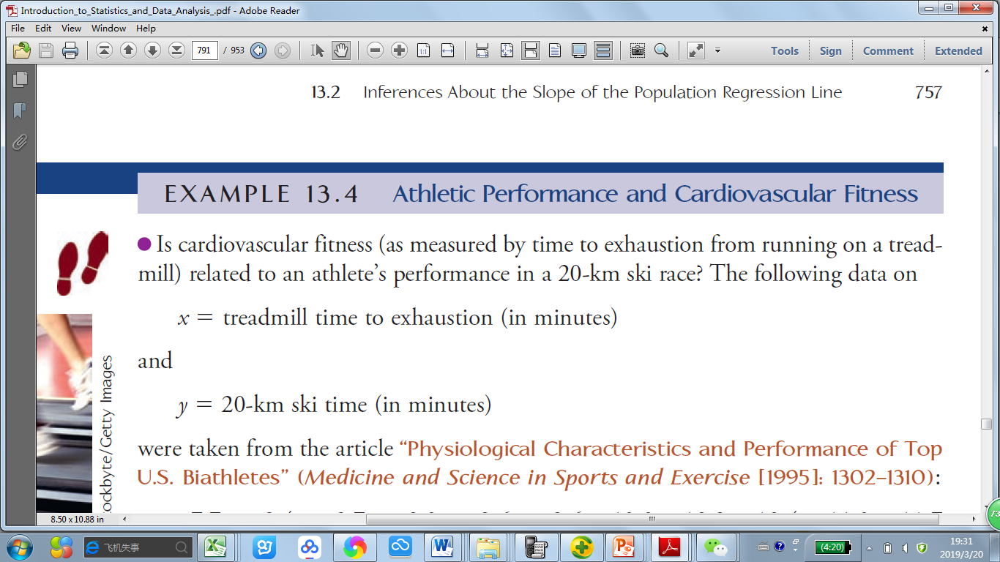 Introduction_to_Statistics_and_Data_Analysis_.pdf - Adobe Reader
File Edit View Window Help
791 / 953
Tools Sign Comment Extended
13.2 Inferences About the Slope of the Population Regression Line 757
EXAMPLE 13.4 Athletic Performance and Cardiovascular Fitness
● Is cardiovascular fitness (as measured by time to exhaustion from running on a tread-
mill) related to an athlete's performance in a 20-km ski race? The following data on
x = treadmill time to exhaustion (in minutes)
and
y = 20-km ski time (in minutes)
were taken from the article “Physiological Characteristics and Performance of Top
U.S. Biathletes” (Medicine and Science in Sports and Exercise [1995]: 1302–1310):
ockbyte/Getty Images
8.50 x 10.88 in
73
飞机失事
(4:20)
19:31
2019/3/20